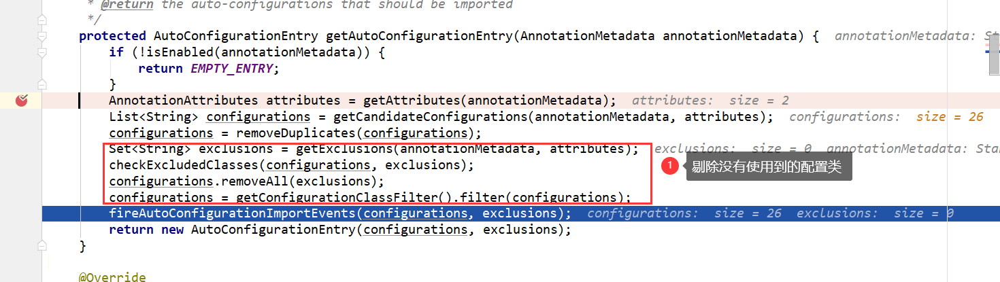 * @return the auto-configurations that should be imported
*/
protected AutoConfigurationEntry getAutoConfigurationEntry(AnnotationMetadata annotationMetadata) { annotationMetadata:
if (!isEnabled(annotationMetadata)) {
return EMPTY_ENTRY;
}
AnnotationAttributes attributes = getAttributes(annotationMetadata); attributes: size = 2
List<String> configurations = getCandidateConfigurations(annotationMetadata, attributes); configurations: size = 26
configurations = removeDuplicates(configurations);
Set<String> exclusions = getExclusions(annotationMetadata, attributes); exclusions: size = 0 annotationMetadata: Sta
checkExcludedClasses(configurations, exclusions);
1 剔除没有使用到的配置类
configurations.removeAll(exclusions);
configurations = getConfigurationClassFilter().filter(configurations);
fireAutoConfigurationImportEvents(configurations, exclusions); configurations: size = 26 exclusions: size = 0
return new AutoConfigurationEntry(configurations, exclusions);
}
@Override